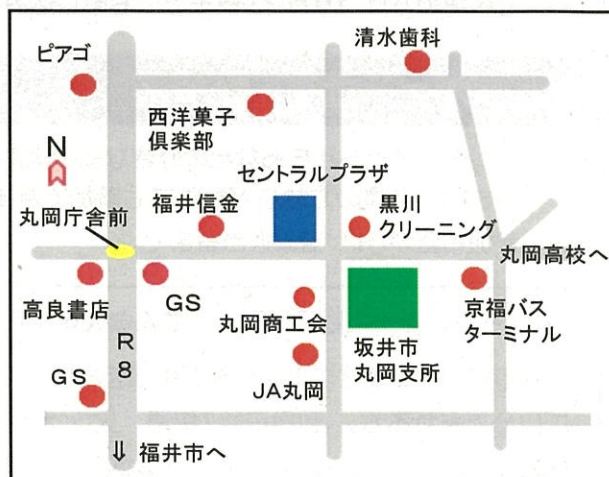 清水歯科
ピアゴ
西洋菓子
倶楽部
N
セントラルプラザ
福井信金
黒川
クリーニング
丸岡庁舎前
丸岡高校へ
高良書店
GS
丸岡商工会
京福バス
ターミナル
坂井市
丸岡支所
R8
GS
JA丸岡
⇓ 福井市へ